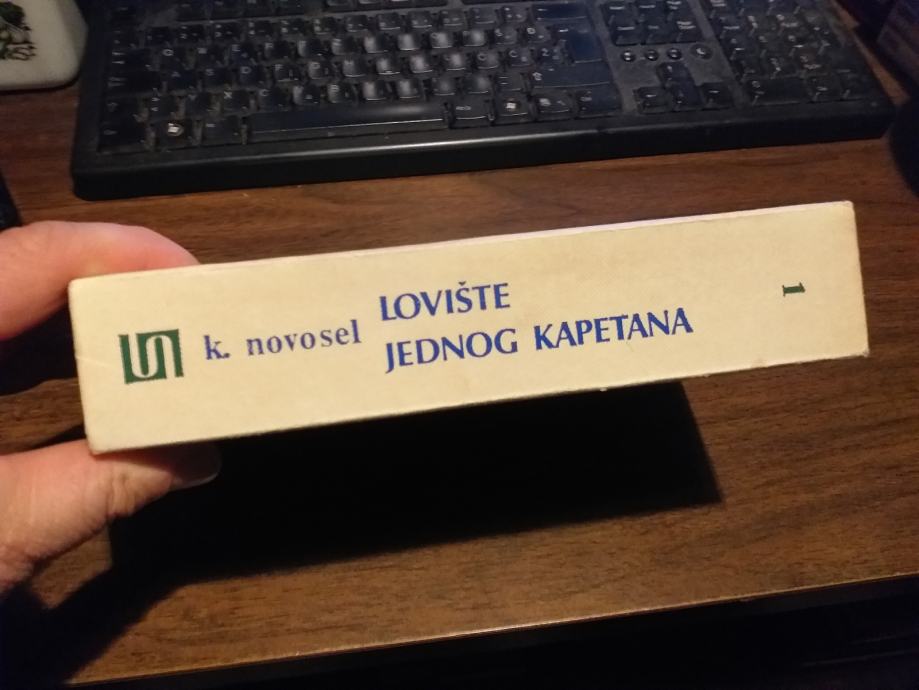 k. novosel
LOVIŠTE
JEDNOG KAPETANA
1